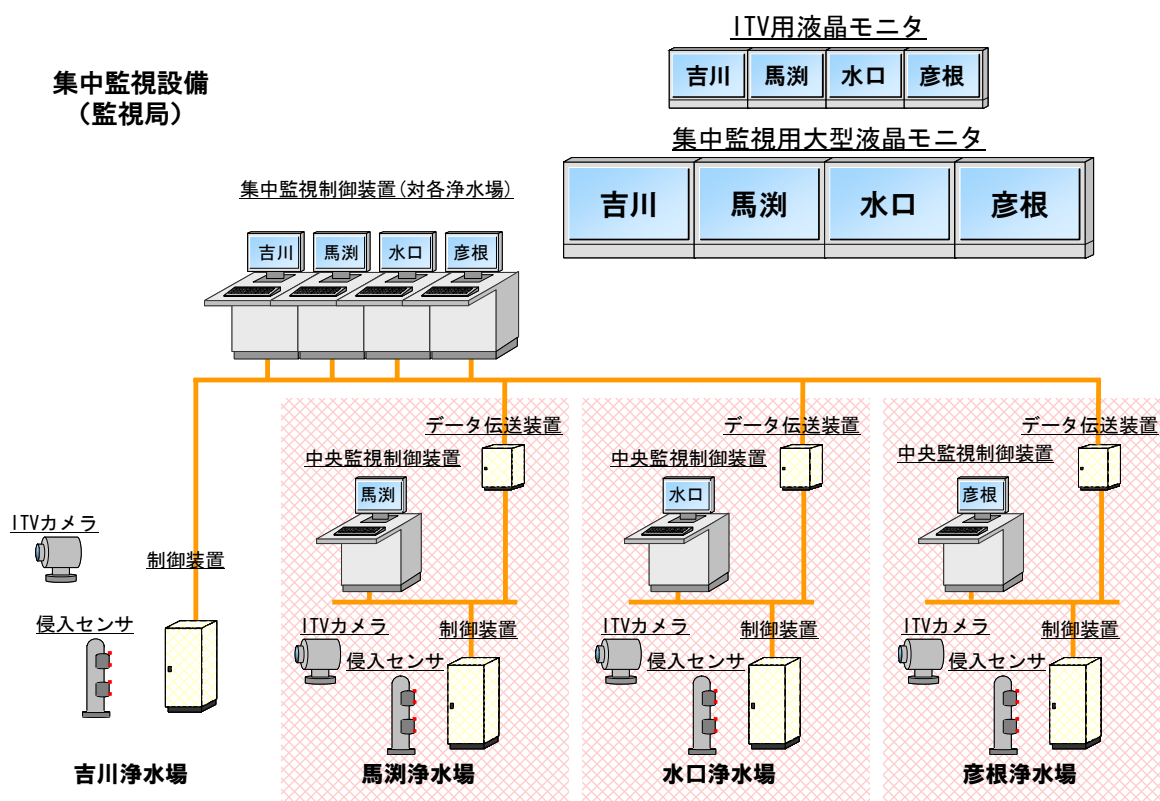 集中監視設備
（監視局）
ITV用液晶モニタ
吉川 馬渕 水口 彦根
集中監視用大型液晶モニタ
吉川 馬渕 水口 彦根
集中監視制御装置(対各浄水場)
吉川 馬渕 水口 彦根
データ伝送装置
中央監視制御装置
馬渕
データ伝送装置
中央監視制御装置
水口
データ伝送装置
中央監視制御装置
彦根
ITVカメラ
制御装置
侵入センサ
吉川浄水場
ITVカメラ
制御装置
侵入センサ
馬渕浄水場
ITVカメラ
制御装置
侵入センサ
水口浄水場
ITVカメラ
制御装置
侵入センサ
彦根浄水場